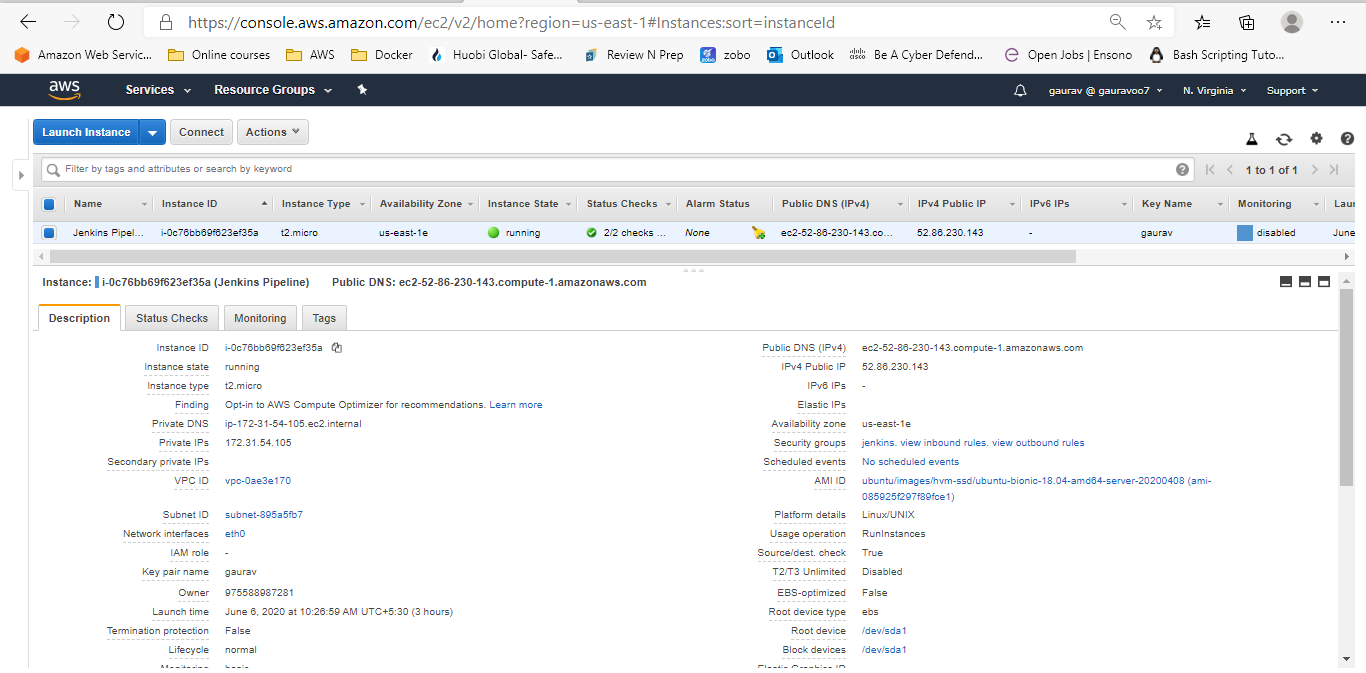 https://console.aws.amazon.com/ec2/v2/home?region=us-east-1#Instances:sort=instanceId
Amazon Web Servic... Online courses AWS Docker Huobi Global- Safe... Review N Prep zobo Outlook Be A Cyber Defend... Open Jobs | Ensono Bash Scripting Tuto...
aws Services Resource Groups gaurav @ gauravoo7 N. Virginia Support
Launch Instance Connect Actions
Filter by tags and attributes or search by keyword 1 to 1 of 1
Name Instance ID Instance Type Availability Zone Instance State Status Checks Alarm Status Public DNS (IPv4) IPv4 Public IP IPv6 IPs Key Name Monitoring Laun
Jenkins Pipel... i-0c76bb69f623ef35a t2.micro us-east-1e running 2/2 checks ... None ec2-52-86-230-143.co... 52.86.230.143 - gaurav disabled June
Instance: i-0c76bb69f623ef35a (Jenkins Pipeline) Public DNS: ec2-52-86-230-143.compute-1.amazonaws.com
Description Status Checks Monitoring Tags
Instance ID i-0c76bb69f623ef35a Public DNS (IPv4) ec2-52-86-230-143.compute-1.amazonaws.com
Instance state running IPv4 Public IP 52.86.230.143
Instance type t2.micro IPv6 IPs -
Finding Opt-in to AWS Compute Optimizer for recommendations. Learn more Elastic IPs
Private DNS ip-172-31-54-105.ec2.internal Availability zone us-east-1e
Private IPs 172.31.54.105 Security groups jenkins. view inbound rules. view outbound rules
Secondary private IPs Scheduled events No scheduled events
VPC ID vpc-0ae3e170 AMI ID ubuntu/images/hvm-ssd/ubuntu-bionic-18.04-amd64-server-20200408 (ami-
085925f297f89fce1)
Subnet ID subnet-895a5fb7 Platform details Linux/UNIX
Network interfaces eth0 Usage operation RunInstances
IAM role - Source/dest. check True
Key pair name gaurav T2/T3 Unlimited Disabled
Owner 975588987281 EBS-optimized False
Launch time June 6, 2020 at 10:26:59 AM UTC+5:30 (3 hours) Root device type ebs
Termination protection False Root device /dev/sda1
Lifecycle normal Block devices /dev/sda1
Monitoring basic Elastic Graphics ID